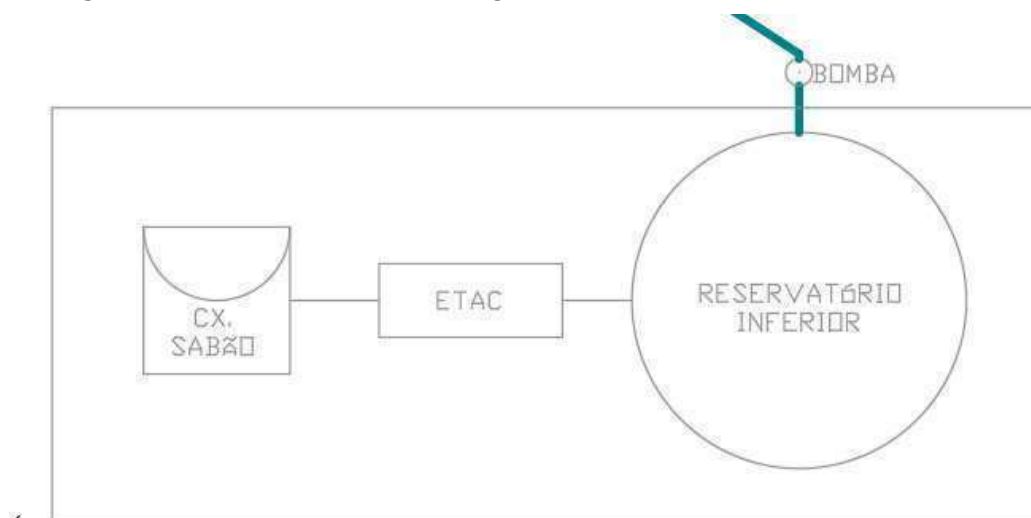 BOMBA
CX.
SABÃO
ETAC
RESERVATóRIO
INFERIOR